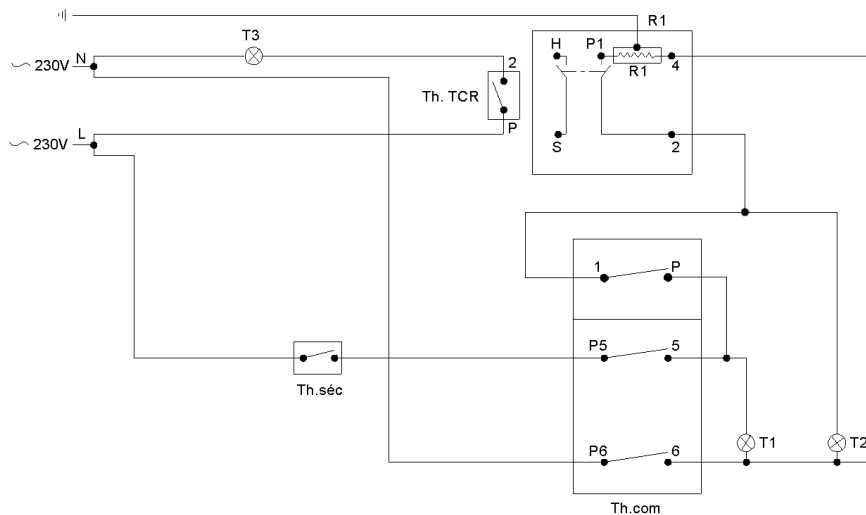 R1
T3
N
230V
H
P1
2
R1
4
Th. TCR
L
P
230V
S
2
1
P
P5
5
Th.séc
T1
T2
P6
6
Th.com